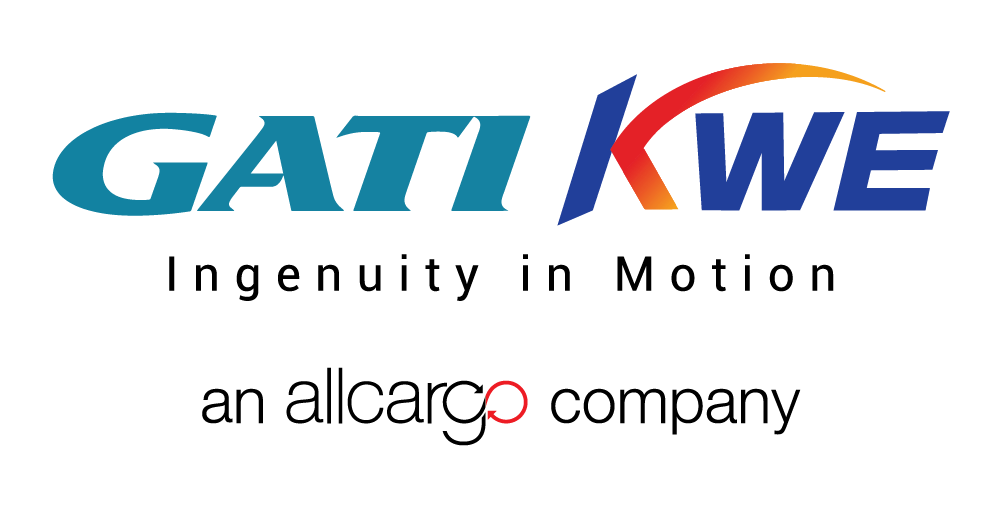 GATI KWE
Ingenuity in Motion
an allcargo company